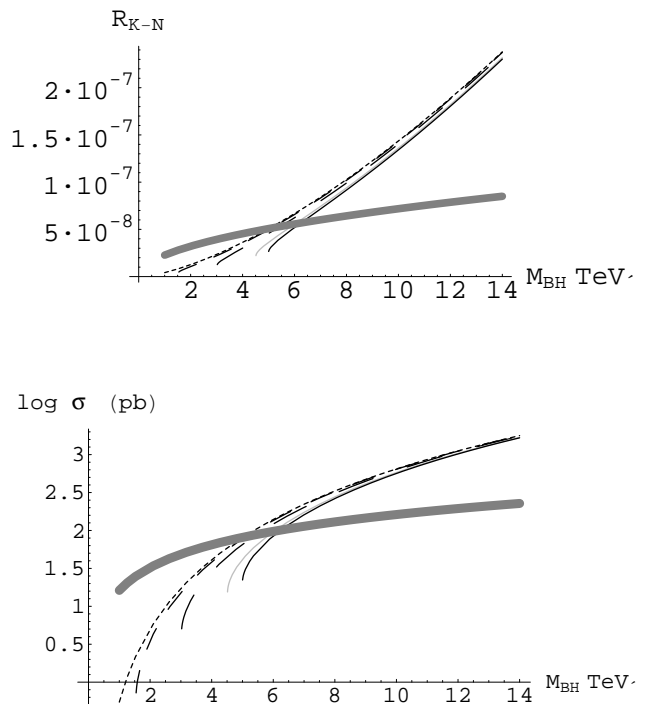 R_{K-N}
2·10^{-7}
1.5·10^{-7}
1·10^{-7}
5·10^{-8}
2 4 6 8 10 12 14 M_{BH} TeV
log σ (pb)
3
2.5
2
1.5
1
0.5
2 4 6 8 10 12 14 M_{BH} TeV